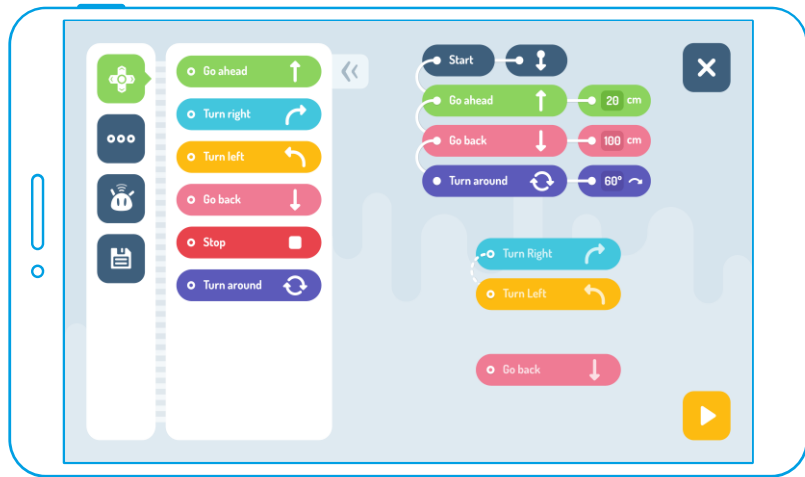 Go ahead
Turn right
Turn left
Go back
Stop
Turn around
Start
Go ahead
20 cm
Go back
100 cm
Turn around
60°
Turn Right
Turn Left
Go back